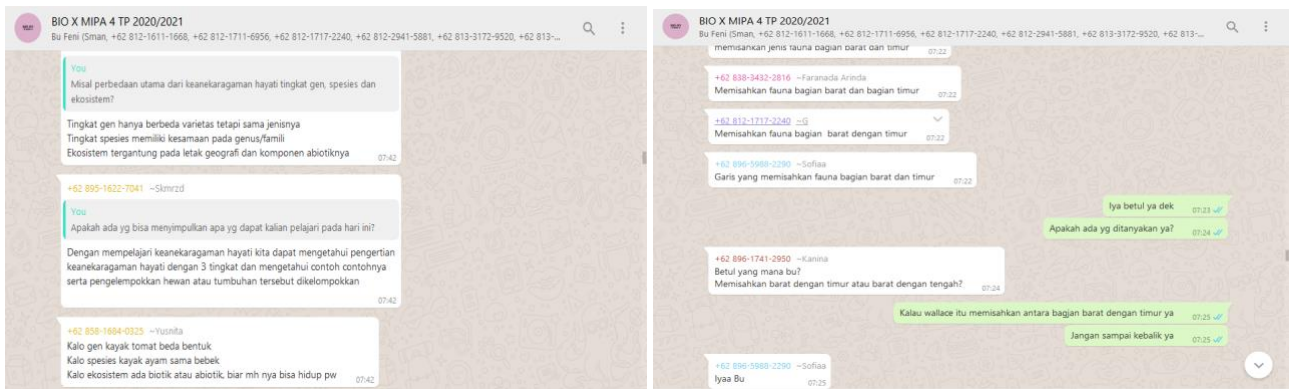 BIO X MIPA 4 TP 2020/2021
Bu Feni (Sman, +62 812-1611-1668, +62 812-1711-6956, +62 812-1717-2240, +62 812-2941-5881, +62 813-3172-9520, +62 813-...
You
Misal perbedaan utama dari keanekaragaman hayati tingkat gen, spesies dan
ekosistem?
Tingkat gen hanya berbeda varietas tetapi sama jenisnya
Tingkat spesies memiliki kesamaan pada genus/famili
Ekosistem tergantung pada letak geografi dan komponen abiotiknya
07:42
+62 895-1622-7041 ~Skmrzd
You
Apakah ada yg bisa menyimpulkan apa yg dapat kalian pelajari pada hari ini?
Dengan mempelajari keanekaragaman hayati kita dapat mengetahui pengertian
keanekaragaman hayati dengan 3 tingkat dan mengetahui contoh contohnya
serta pengelempokkan hewan atau tumbuhan tersebut dikelompokkan
07:42
+62 858-1684-0325 ~Yusnita
Kalo gen kayak tomat beda bentuk
Kalo spesies kayak ayam sama bebek
Kalo ekosistem ada biotik atau abiotik, biar mh nya bisa hidup pw
07:42
BIO X MIPA 4 TP 2020/2021
Bu Feni (Sman, +62 812-1611-1668, +62 812-1711-6956, +62 812-1717-2240, +62 812-2941-5881, +62 813-3172-9520, +62 813-...
memisahkan jenis fauna bagian barat dan timur
07:22
+62 838-3432-2816 ~Faranada Arinda
Memisahkan fauna bagian barat dan bagian timur
07:22
+62 812-1717-2240 ~G
Memisahkan fauna bagian barat dengan timur
07:22
+62 896-5988-2290 ~Sofiaa
Garis yang memisahkan fauna bagian barat dan timur
07:22
Iya betul ya dek
07:23
Apakah ada yg ditanyakan ya?
07:24
+62 896-1741-2950 ~Kanina
Betul yang mana bu?
Memisahkan barat dengan timur atau barat dengan tengah?
07:24
Kalau wallace itu memisahkan antara bagjan barat dengan timur ya
07:25
Jangan sampai kebalik ya
07:25
+62 896-5988-2290 ~Sofiaa
Iyaa Bu
07:25